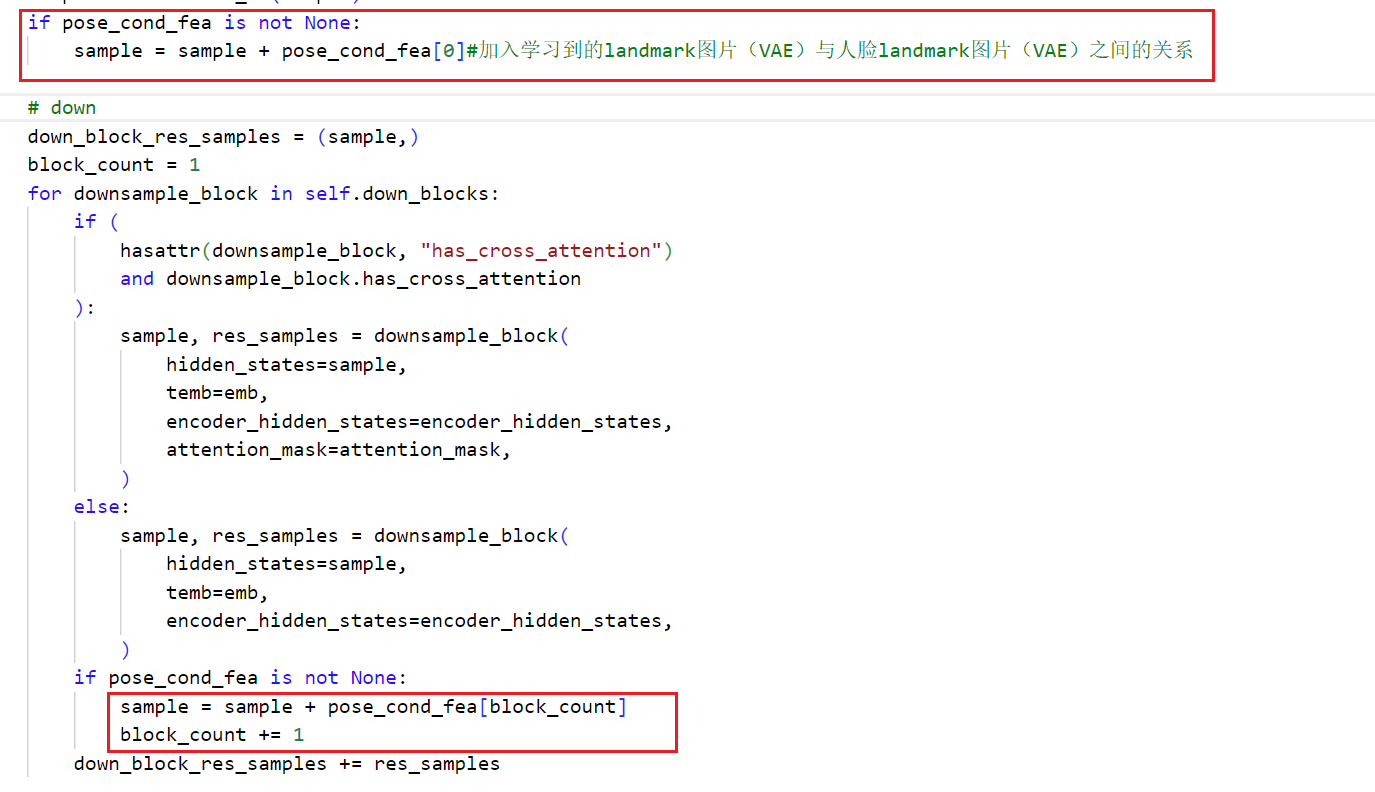 if pose_cond_fea is not None:
    sample = sample + pose_cond_fea[0]#加入学习到的landmark图片（VAE）与人脸landmark图片（VAE）之间的关系
# down
down_block_res_samples = (sample,)
block_count = 1
for downsample_block in self.down_blocks:
    if (
        hasattr(downsample_block, "has_cross_attention")
        and downsample_block.has_cross_attention
    ):
        sample, res_samples = downsample_block(
            hidden_states=sample,
            temb=emb,
            encoder_hidden_states=encoder_hidden_states,
            attention_mask=attention_mask,
        )
    else:
        sample, res_samples = downsample_block(
            hidden_states=sample,
            temb=emb,
            encoder_hidden_states=encoder_hidden_states,
        )
    if pose_cond_fea is not None:
        sample = sample + pose_cond_fea[block_count]
        block_count += 1
    down_block_res_samples += res_samples